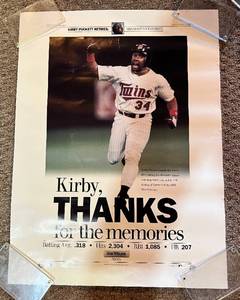 KIRBY PUCKETT RETIRES:
Twins
34
Kirby,
THANKS
for the memories
Batting Avg. .318 • Hits 2,304 • RBI 1,085 • HR 207